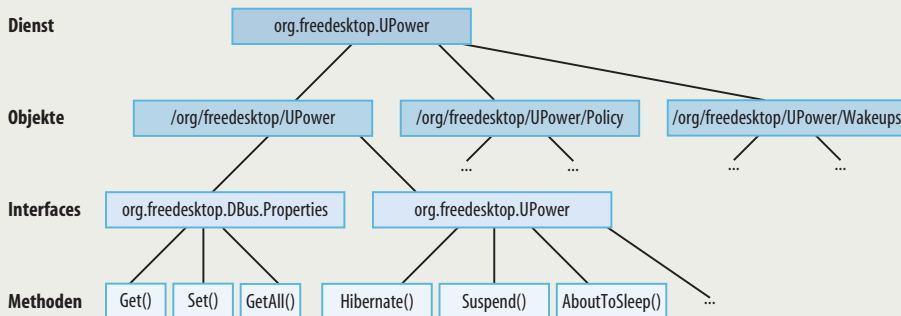 Dienst org.freedesktop.UPower
Objekte /org/freedesktop/UPower /org/freedesktop/UPower/Policy /org/freedesktop/UPower/Wakeups
... ... ... ...
Interfaces org.freedesktop.DBus.Properties org.freedesktop.UPower
Methoden Get() Set() GetAll() Hibernate() Suspend() AboutToSleep() ...